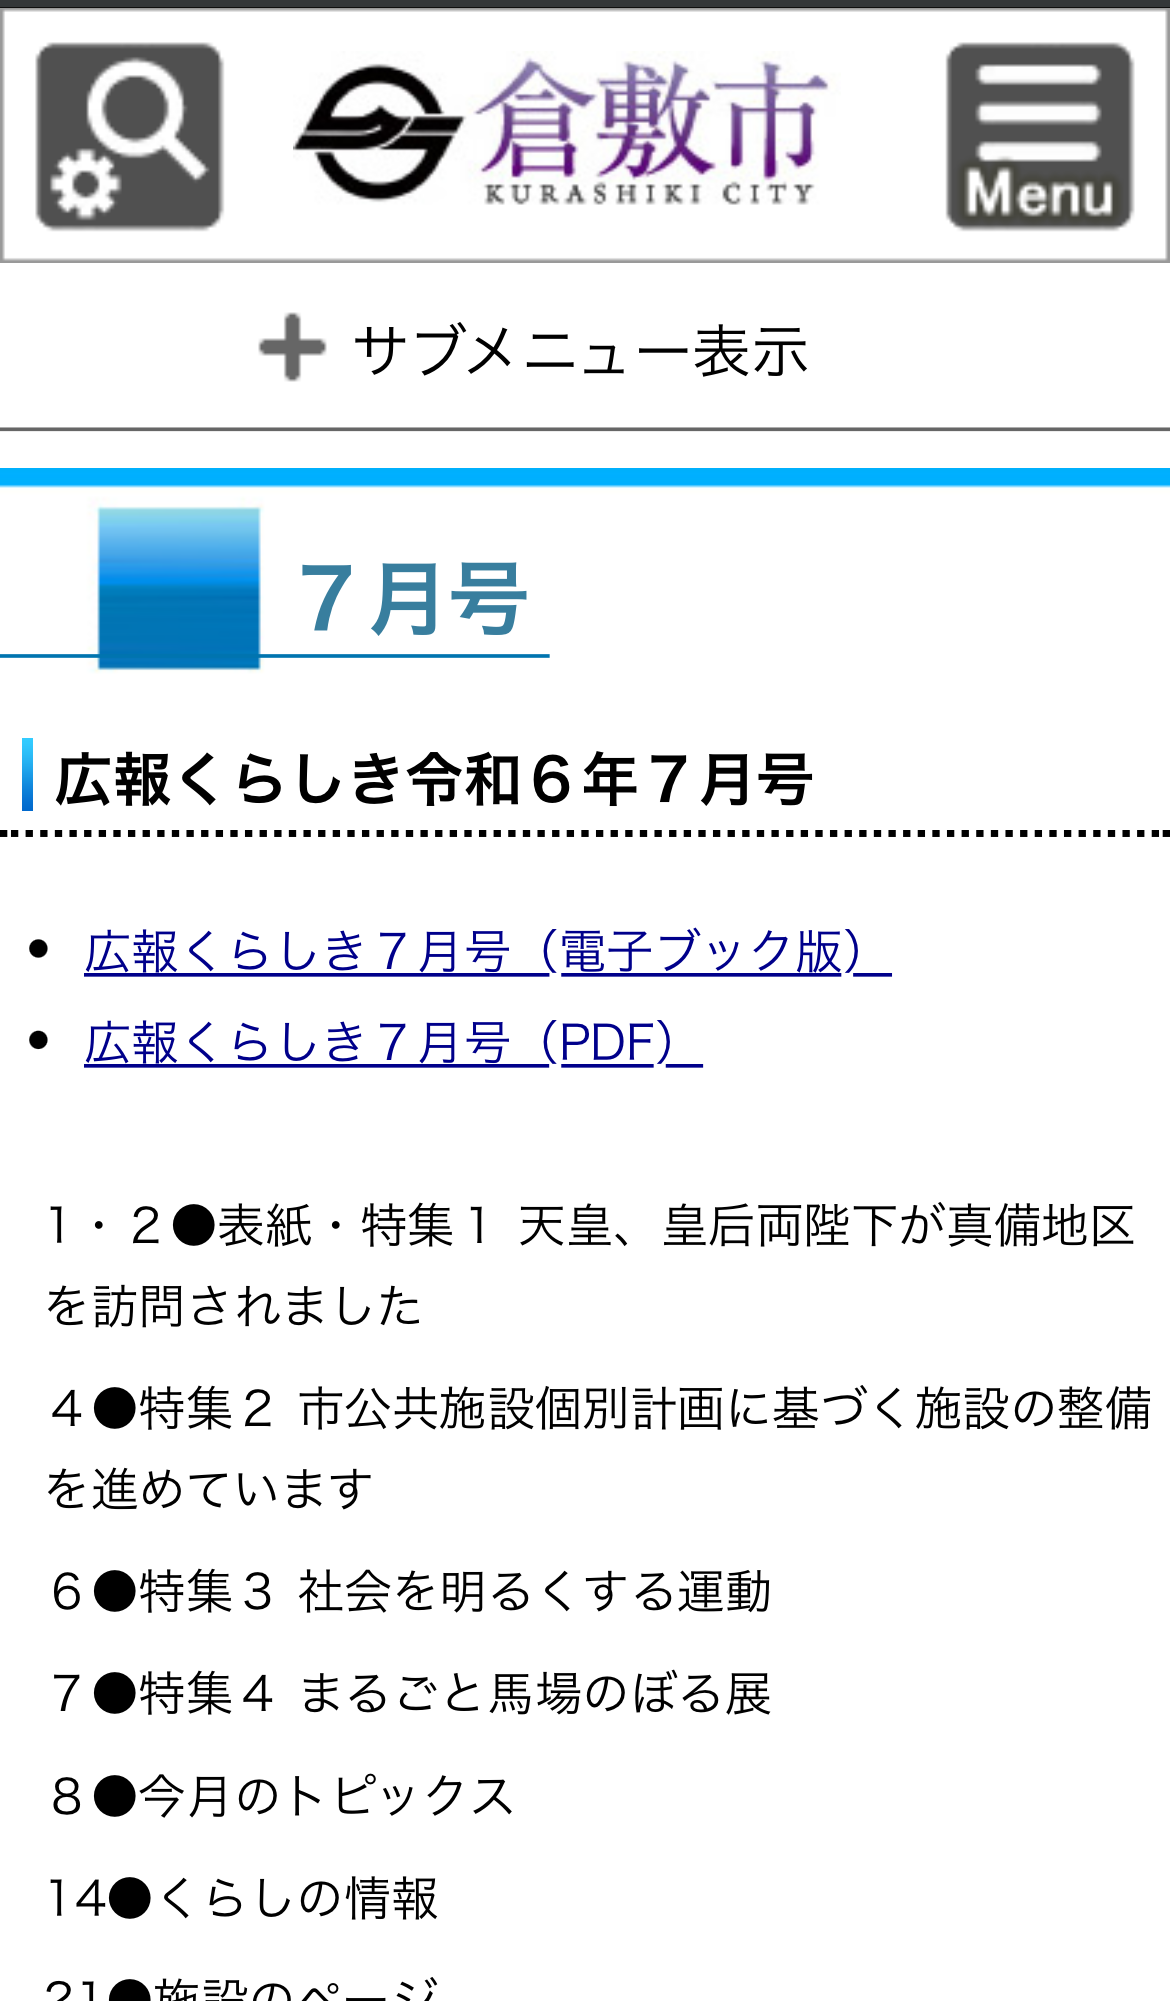 倉敷市
KURASHIKI CITY
Menu
サブメニュー表示
７月号
広報くらしき令和６年７月号
• 広報くらしき７月号（電子ブック版）
• 広報くらしき７月号（PDF）
1・２●表紙・特集１ 天皇、皇后両陛下が真備地区
を訪問されました
４●特集２ 市公共施設個別計画に基づく施設の整備
を進めています
６●特集３ 社会を明るくする運動
７●特集４ まるごと馬場のぼる展
８●今月のトピックス
14●くらしの情報
21●施設のページ